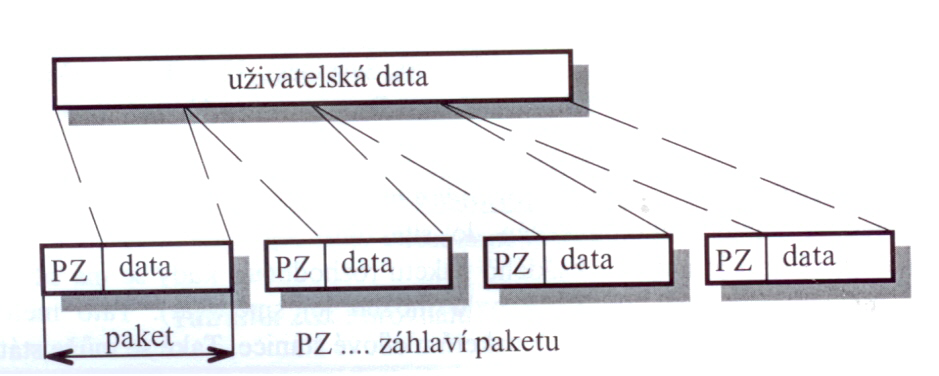 uživatelská data
PZ data PZ data PZ data PZ data
paket
PZ .... záhlaví paketu